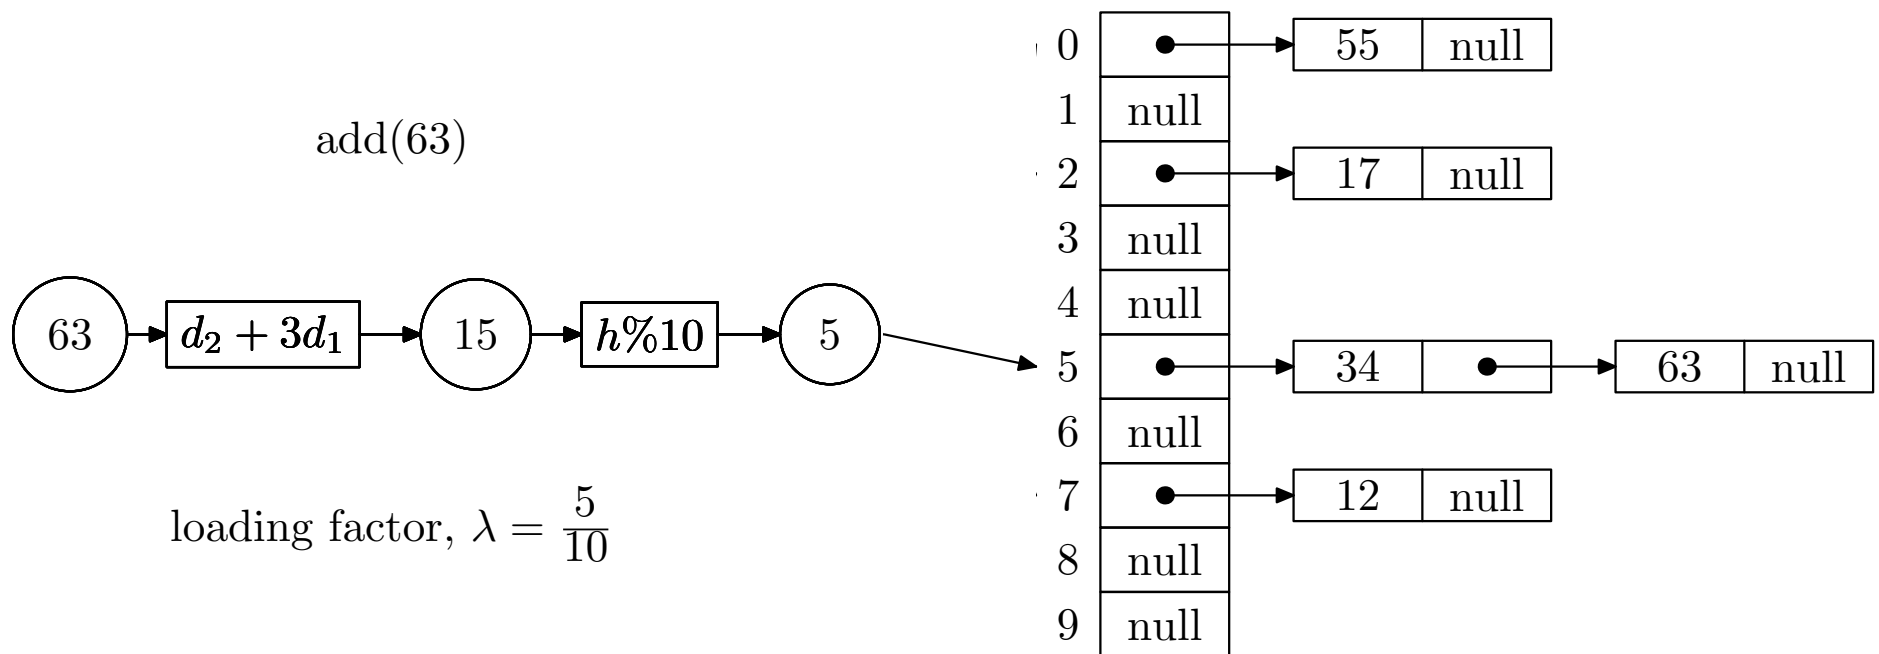 0 55 null
1 null
add(63)
2 17 null
3 null
4 null
63 d₂ + 3d₁ 15 h%10 5
5 34 63 null
6 null
7 12 null
loading factor, λ = 5/10
8 null
9 null